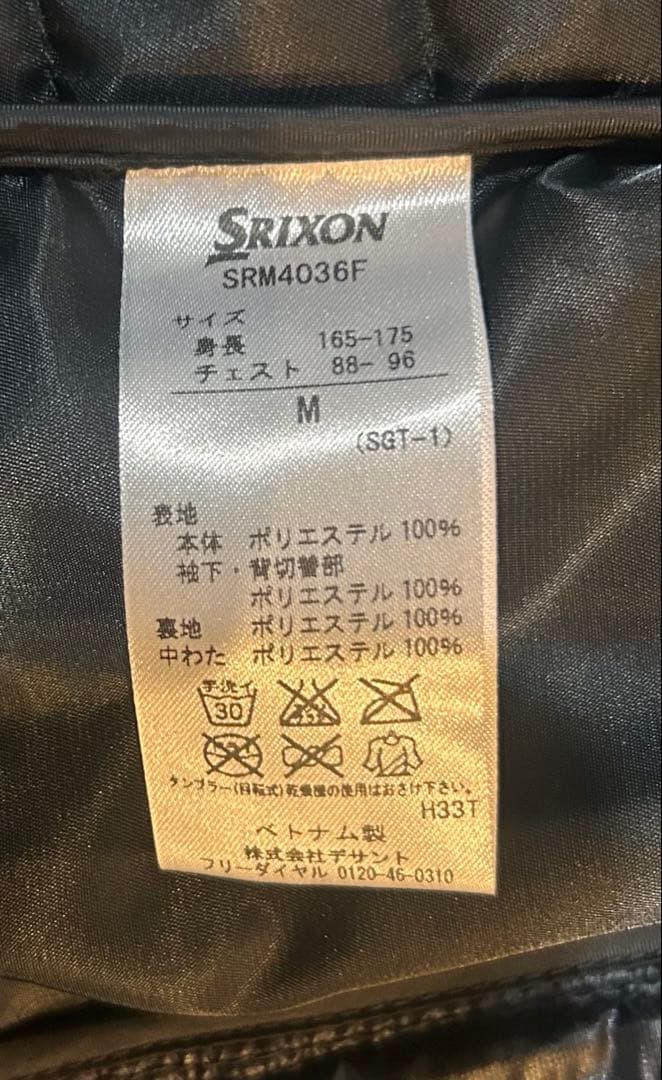 SRIXON
SRM4036F
サイズ
身長 165-175
チェスト 88- 96
M
(SGT-1)
表地
本体 ポリエステル 100%
袖下・背切替部
ポリエステル 100%
裏地 ポリエステル 100%
中わた ポリエステル 100%
手洗イ
30
タンブラー(回転式)乾燥機の使用はおさけ下さい。
H33T
ベトナム製
株式会社デサント
フリーダイヤル 0120-46-0310